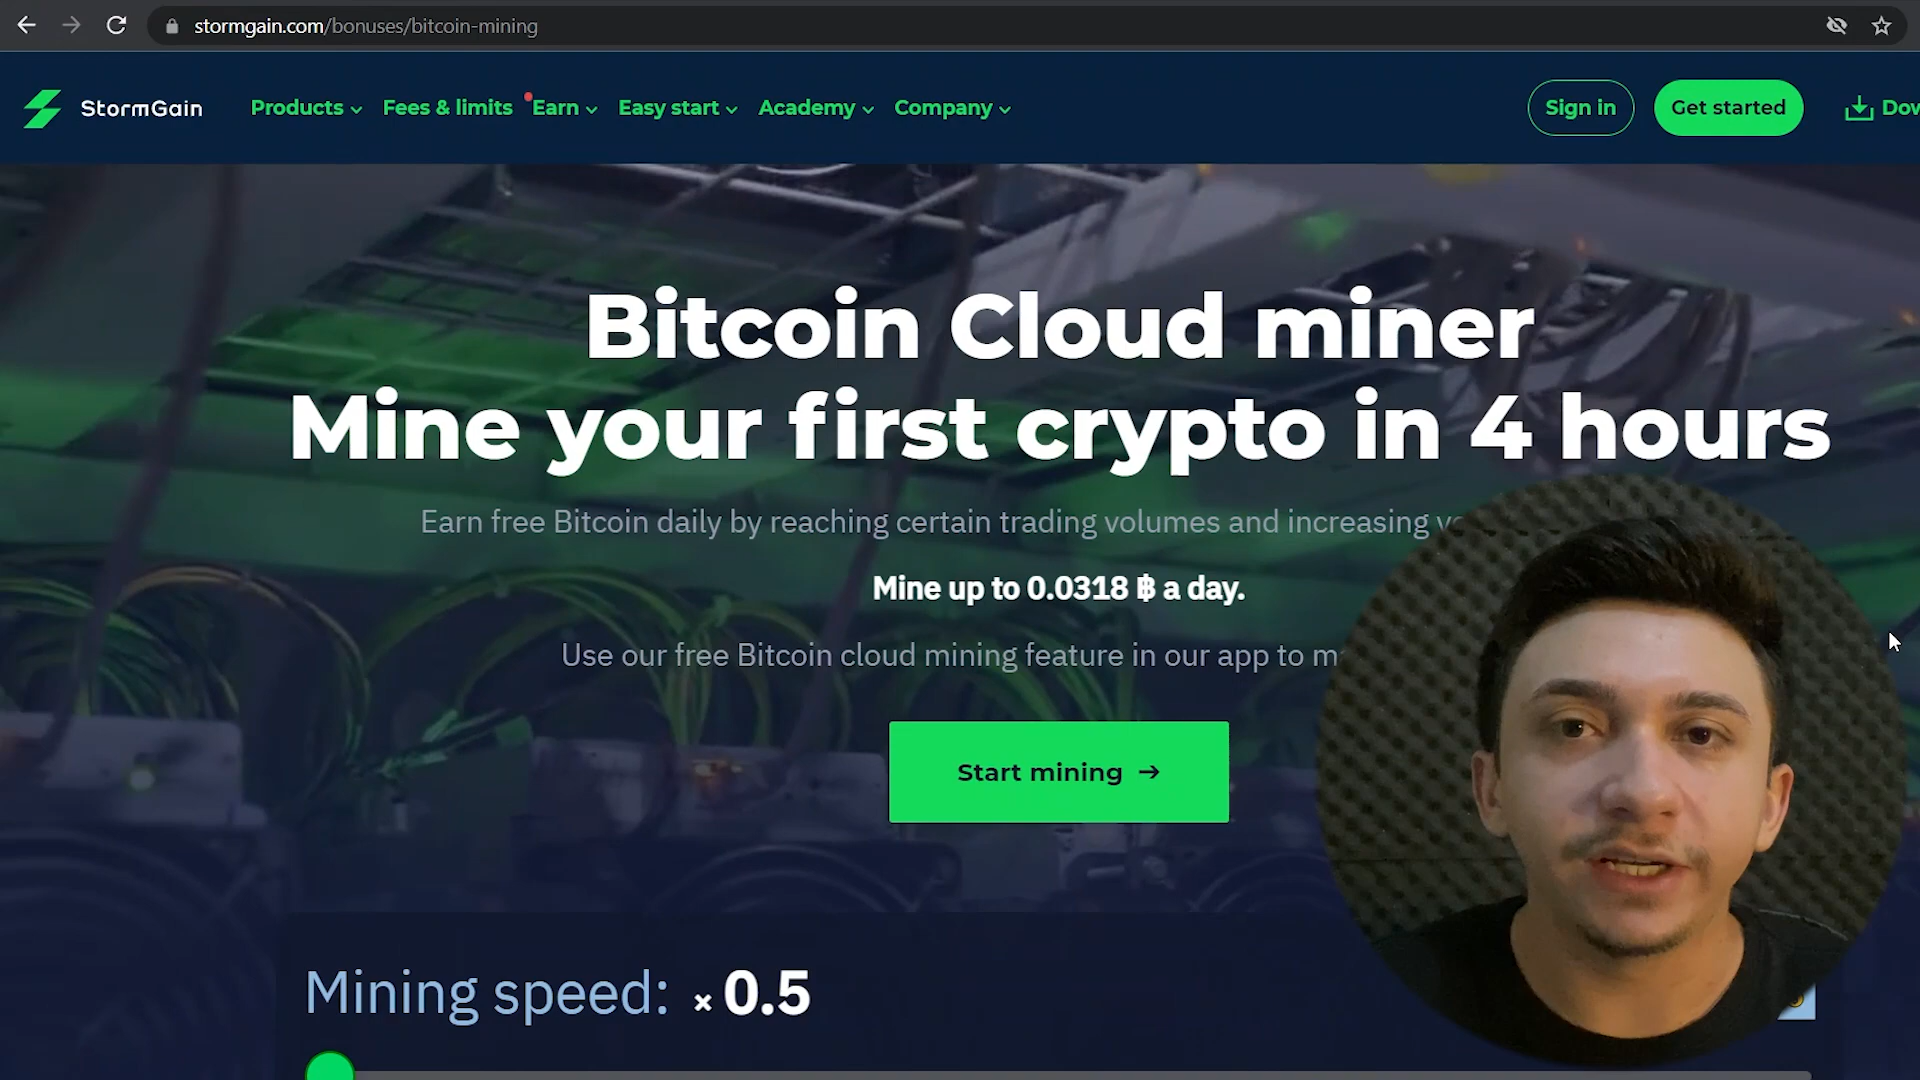 stormgain.com/bonuses/bitcoin-mining
StormGain
Products
Fees & limits
Earn
Easy start
Academy
Company
Sign in
Get started
Bitcoin Cloud miner
Mine your first crypto in 4 hours
Earn free Bitcoin daily by reaching certain trading volumes and increasing
Mine up to 0.0318 ₿ a day.
Use our free Bitcoin cloud mining feature in our app to
Start mining →
Mining speed: × 0.5